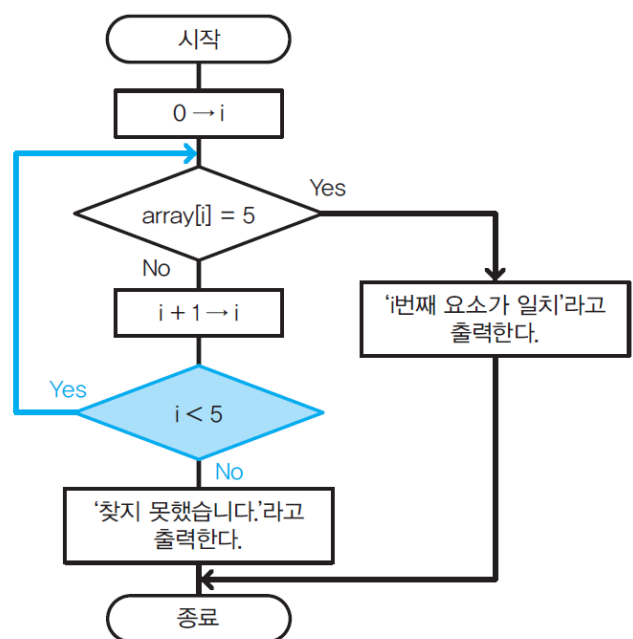 시작
0 → i
array[i] = 5
Yes
No
i + 1 → i
'i번째 요소가 일치'라고
출력한다.
Yes
i < 5
No
'찾지 못했습니다.'라고
출력한다.
종료